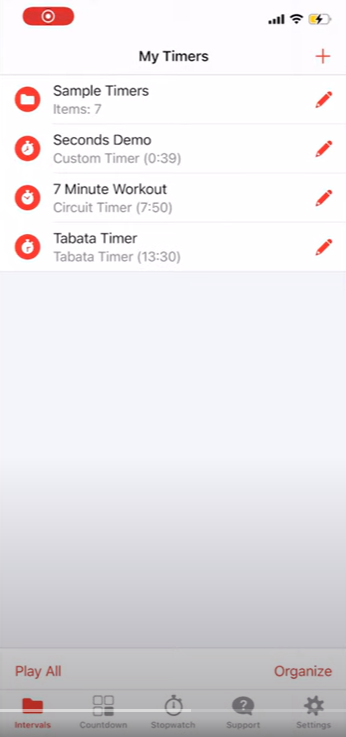 My Timers
Sample Timers
Items: 7
Seconds Demo
Custom Timer (0:39)
7 Minute Workout
Circuit Timer (7:50)
Tabata Timer
Tabata Timer (13:30)
Play All
Organize
Intervals
Countdown
Stopwatch
Support
Settings